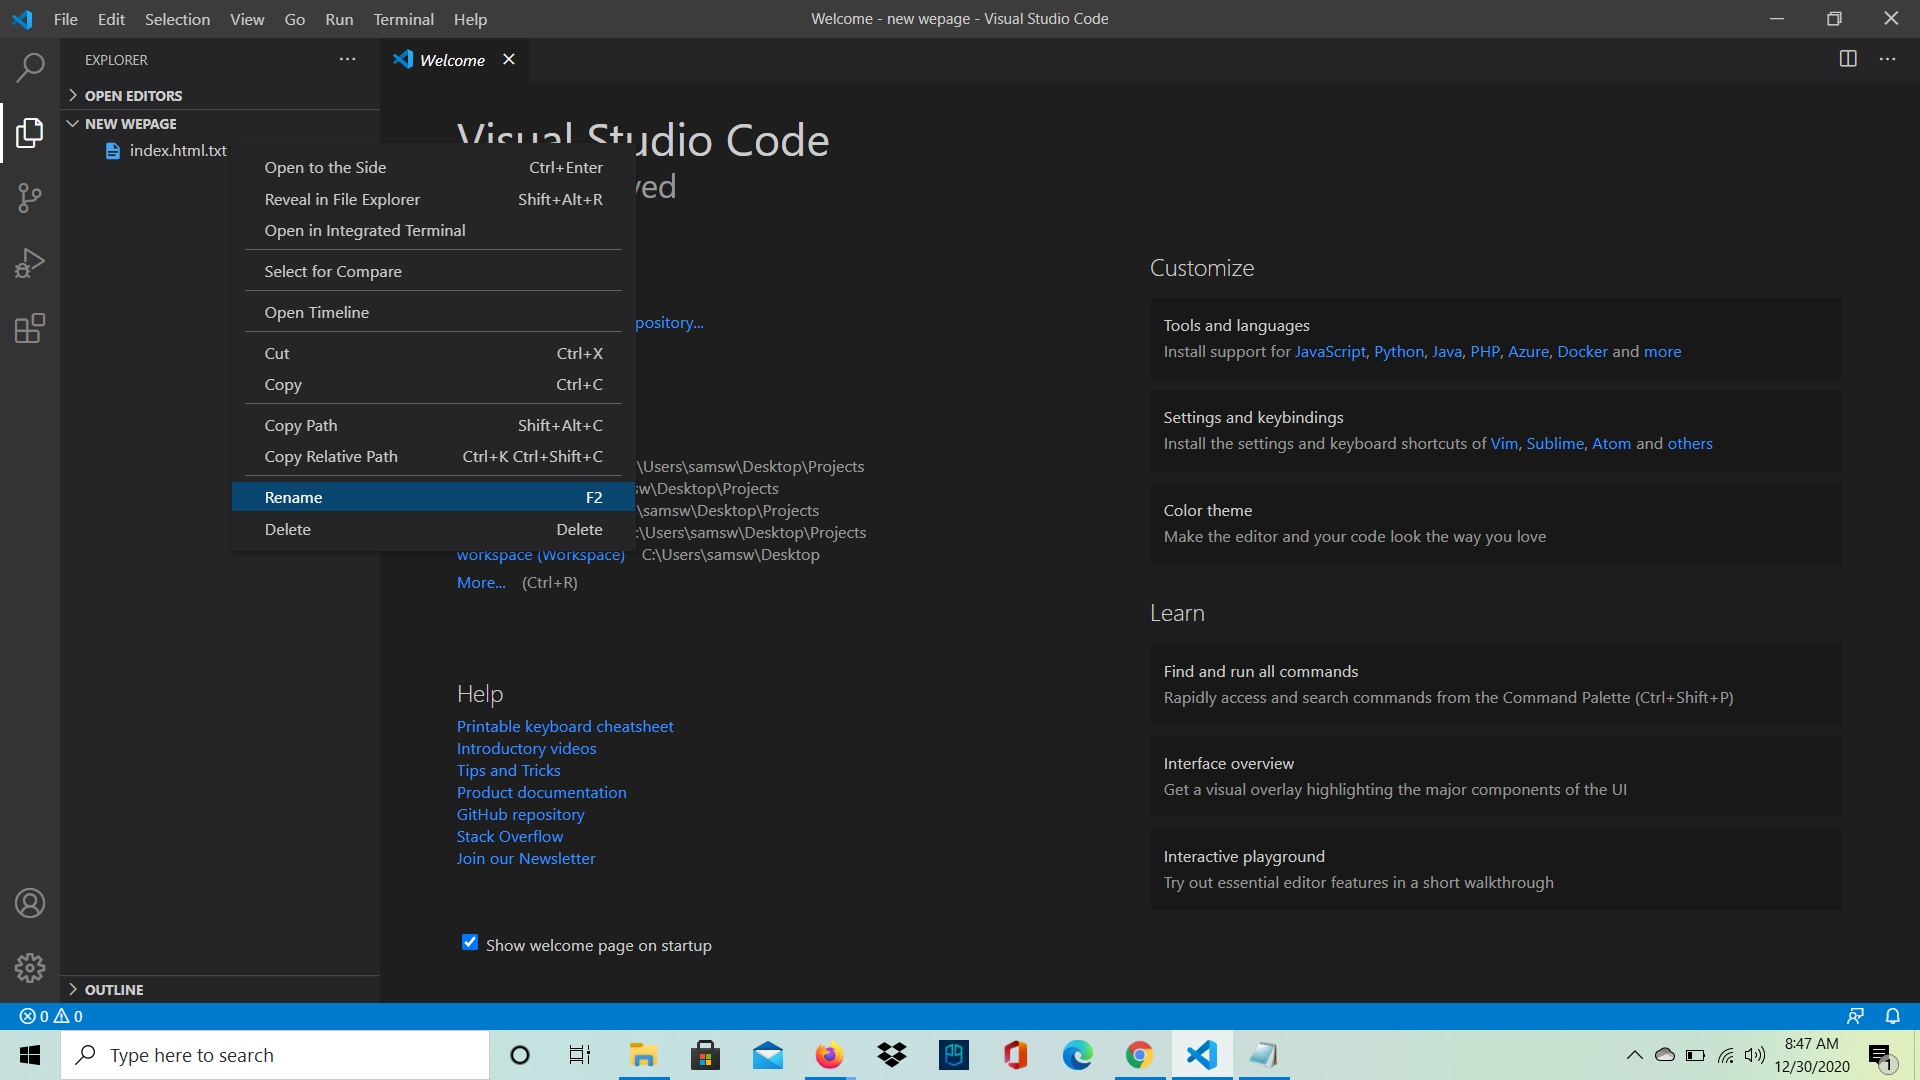 File Edit Selection View Go Run Terminal Help
Welcome - new wepage - Visual Studio Code
EXPLORER
Welcome
OPEN EDITORS
NEW WEPAGE
index.html.txt
Visual Studio Code
Open to the Side Ctrl+Enter
Reveal in File Explorer Shift+Alt+R
Open in Integrated Terminal
Select for Compare
Open Timeline
Cut Ctrl+X
Copy Ctrl+C
Copy Path Shift+Alt+C
Copy Relative Path Ctrl+K Ctrl+Shift+C
Rename F2
Delete Delete
pository...
\Users\samsw\Desktop\Projects
sw\Desktop\Projects
\samsw\Desktop\Projects
:\Users\samsw\Desktop\Projects
workspace (Workspace) C:\Users\samsw\Desktop
More... (Ctrl+R)
Help
Printable keyboard cheatsheet
Introductory videos
Tips and Tricks
Product documentation
GitHub repository
Stack Overflow
Join our Newsletter
Show welcome page on startup
Customize
Tools and languages
Install support for JavaScript, Python, Java, PHP, Azure, Docker and more
Settings and keybindings
Install the settings and keyboard shortcuts of Vim, Sublime, Atom and others
Color theme
Make the editor and your code look the way you love
Learn
Find and run all commands
Rapidly access and search commands from the Command Palette (Ctrl+Shift+P)
Interface overview
Get a visual overlay highlighting the major components of the UI
Interactive playground
Try out essential editor features in a short walkthrough
OUTLINE
0 0
Type here to search
8:47 AM
12/30/2020
1